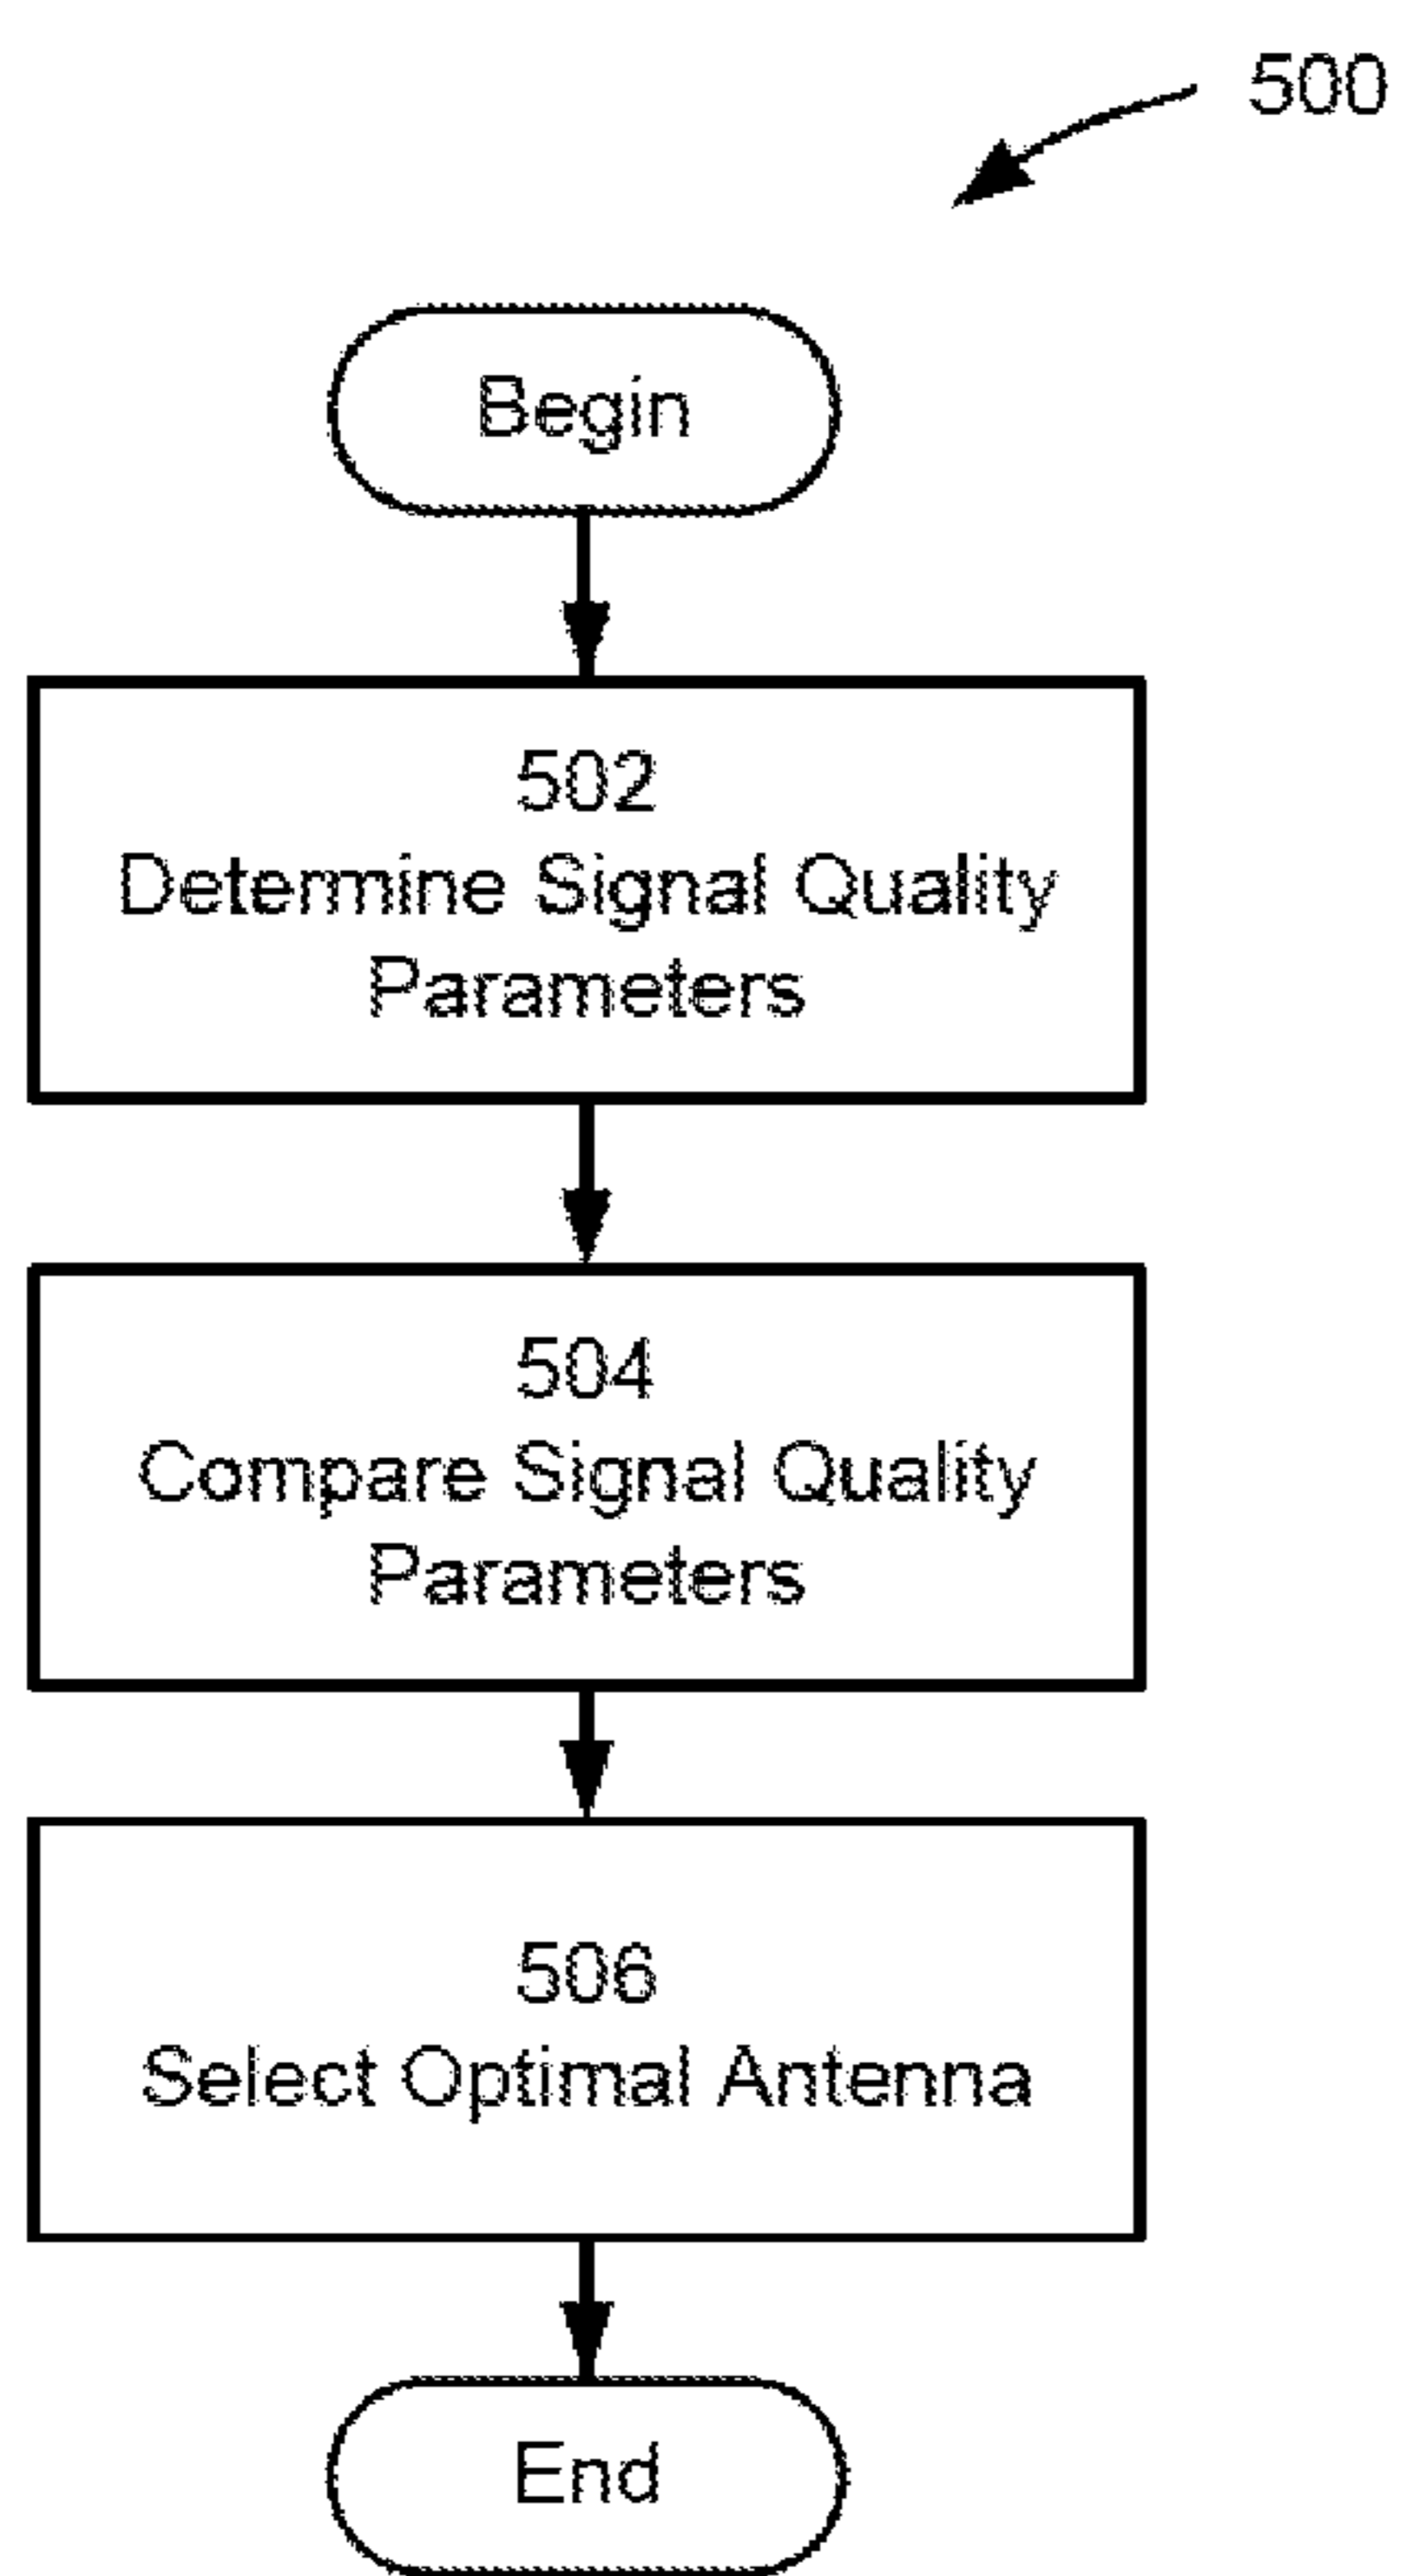 500
Begin
502
Determine Signal Quality
Parameters
504
Compare Signal Quality
Parameters
506
Select Optimal Antenna
End